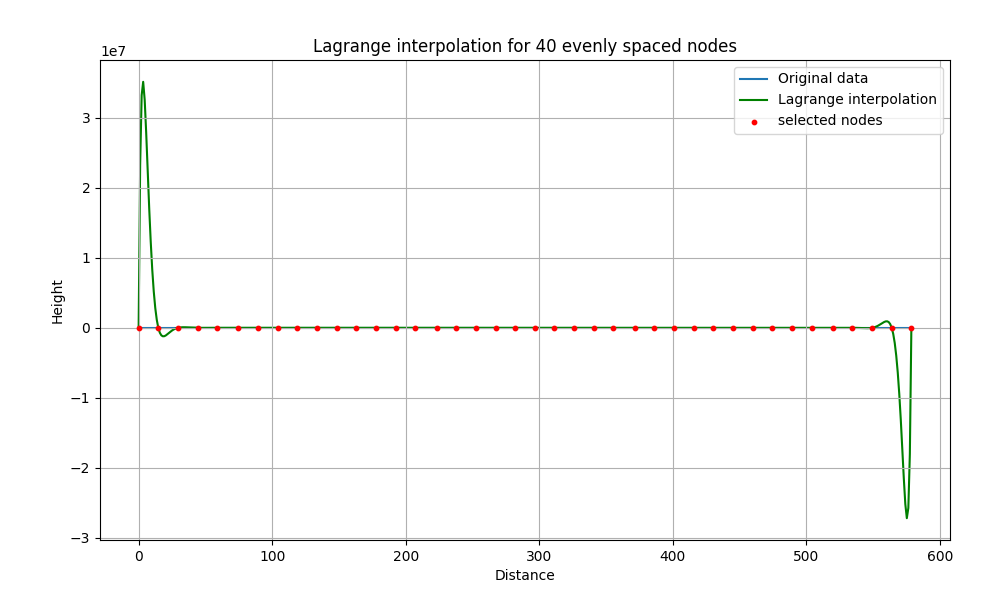 Lagrange interpolation for 40 evenly spaced nodes
1e7
Original data
Lagrange interpolation
selected nodes
3
2
1
0
−1
−2
−3
Height
0
100
200
300
400
500
600
Distance